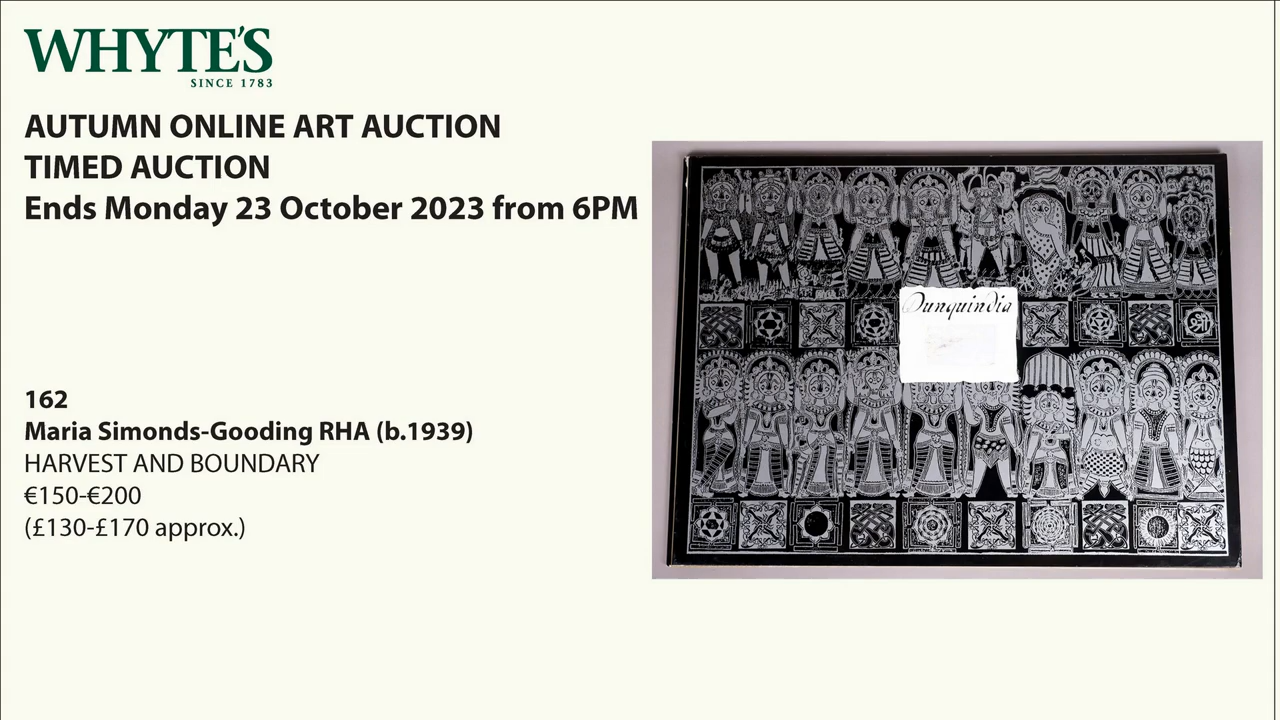 WHYTE'S
SINCE 1783
AUTUMN ONLINE ART AUCTION
TIMED AUCTION
Ends Monday 23 October 2023 from 6PM
162
Maria Simonds-Gooding RHA (b.1939)
HARVEST AND BOUNDARY
€150-€200
(£130-£170 approx.)
Dunquindia
श्री